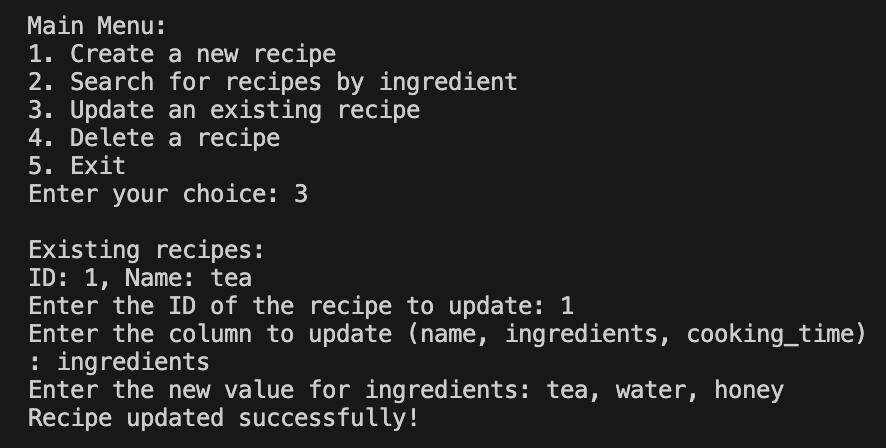 Main Menu:
1. Create a new recipe
2. Search for recipes by ingredient
3. Update an existing recipe
4. Delete a recipe
5. Exit
Enter your choice: 3
Existing recipes:
ID: 1, Name: tea
Enter the ID of the recipe to update: 1
Enter the column to update (name, ingredients, cooking_time)
: ingredients
Enter the new value for ingredients: tea, water, honey
Recipe updated successfully!